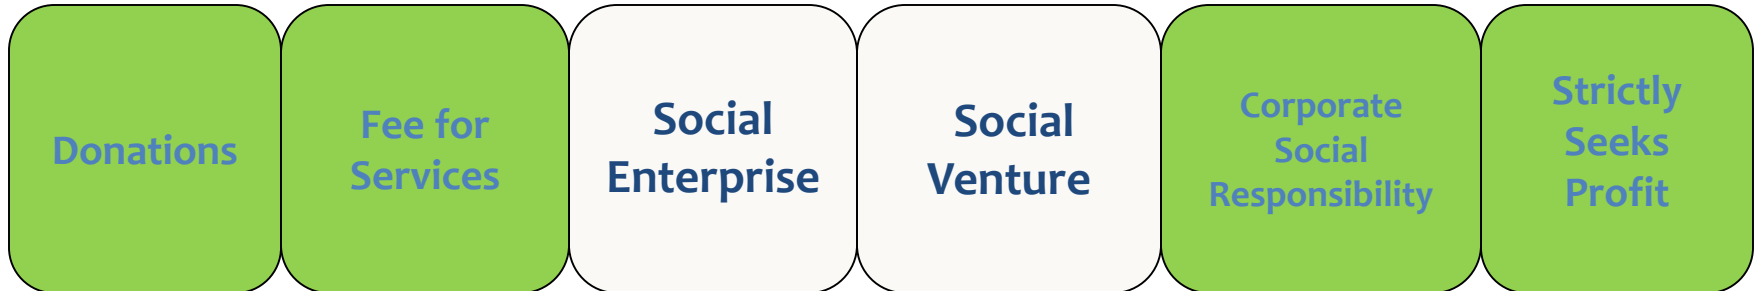 Donations
Fee for
Services
Social
Enterprise
Social
Venture
Corporate
Social
Responsibility
Strictly
Seeks
Profit